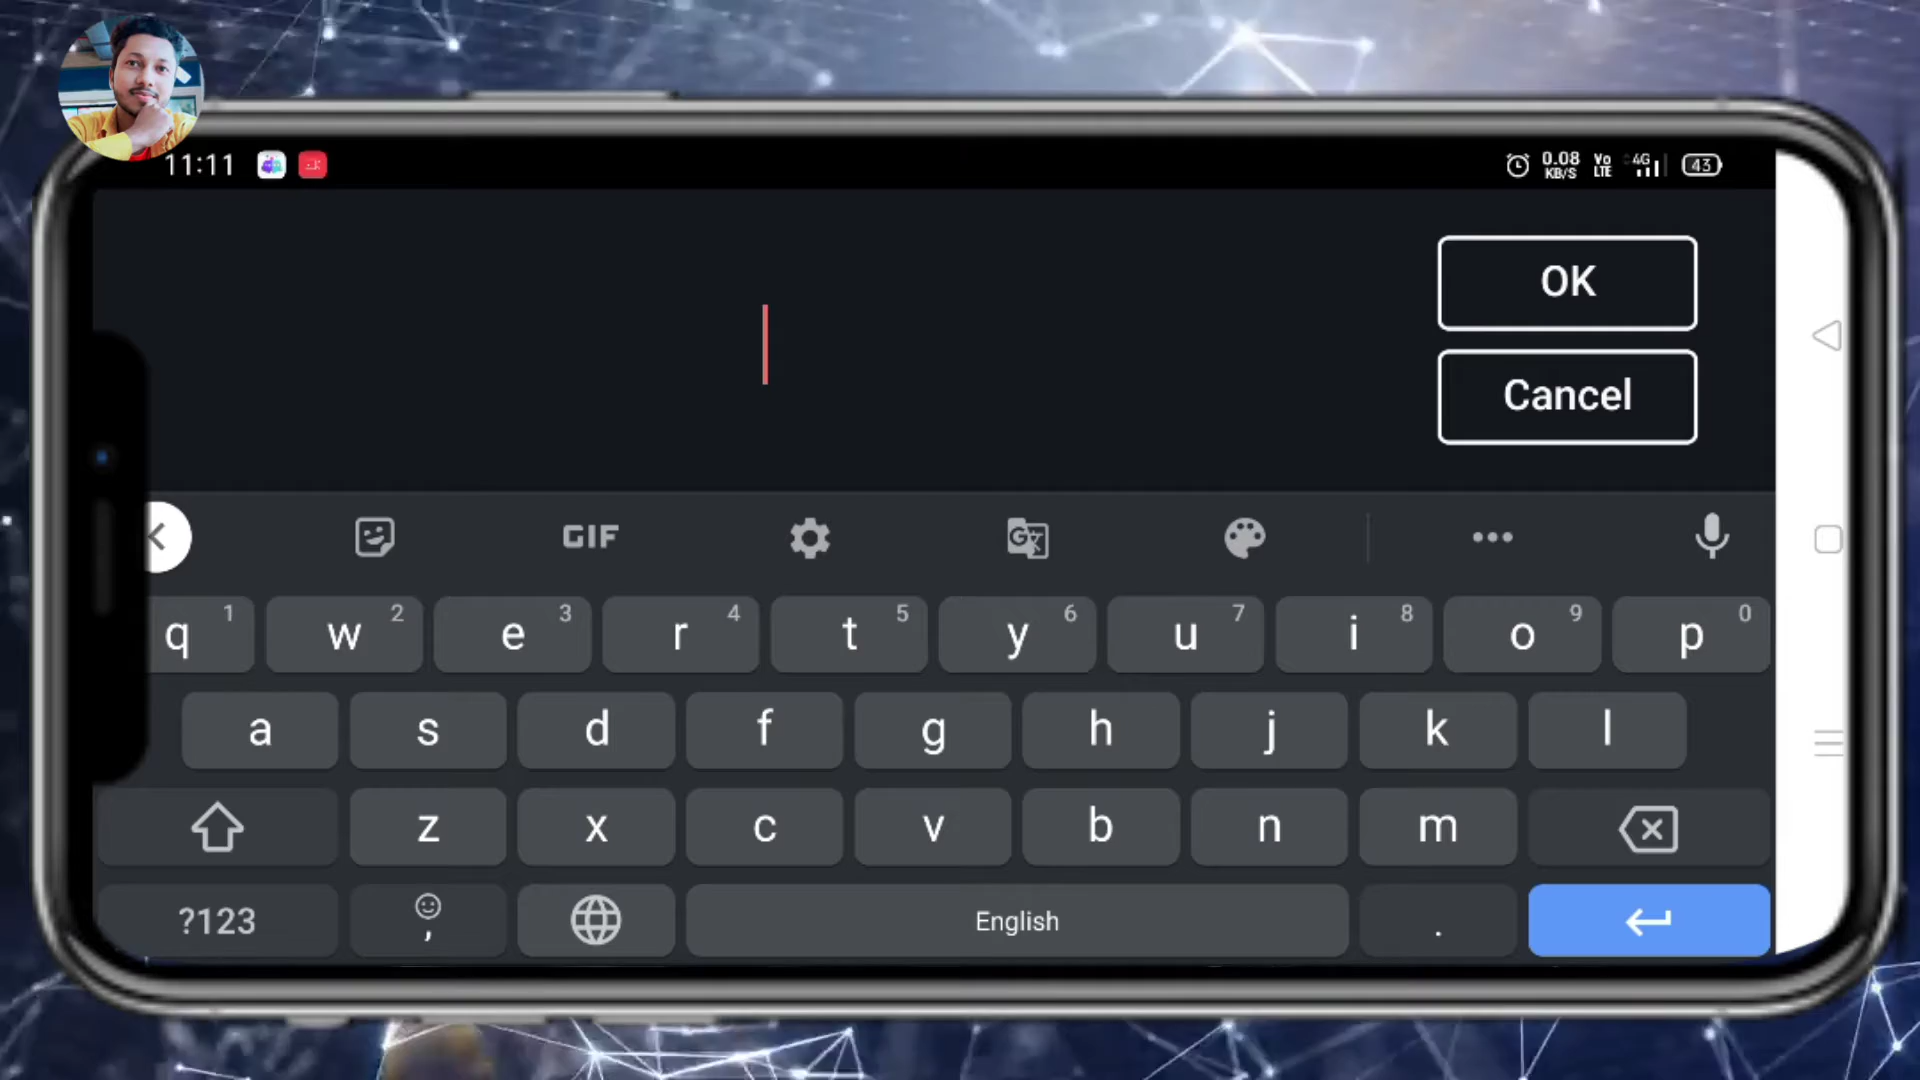 11:11
0.08
KB/S
Vo
LTE
4G
43
OK
Cancel
GIF
G
q 1 w 2 e 3 r 4 t 5 y 6 u 7 i 8 o 9 p 0
a s d f g h j k l
z x c v b n m
?123 , English .